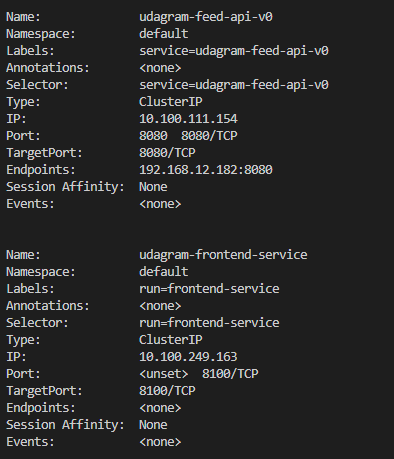 Name: udagram-feed-api-v0
Namespace: default
Labels: service=udagram-feed-api-v0
Annotations: <none>
Selector: service=udagram-feed-api-v0
Type: ClusterIP
IP: 10.100.111.154
Port: 8080 8080/TCP
TargetPort: 8080/TCP
Endpoints: 192.168.12.182:8080
Session Affinity: None
Events: <none>
Name: udagram-frontend-service
Namespace: default
Labels: run=frontend-service
Annotations: <none>
Selector: run=frontend-service
Type: ClusterIP
IP: 10.100.249.163
Port: <unset> 8100/TCP
TargetPort: 8100/TCP
Endpoints: <none>
Session Affinity: None
Events: <none>